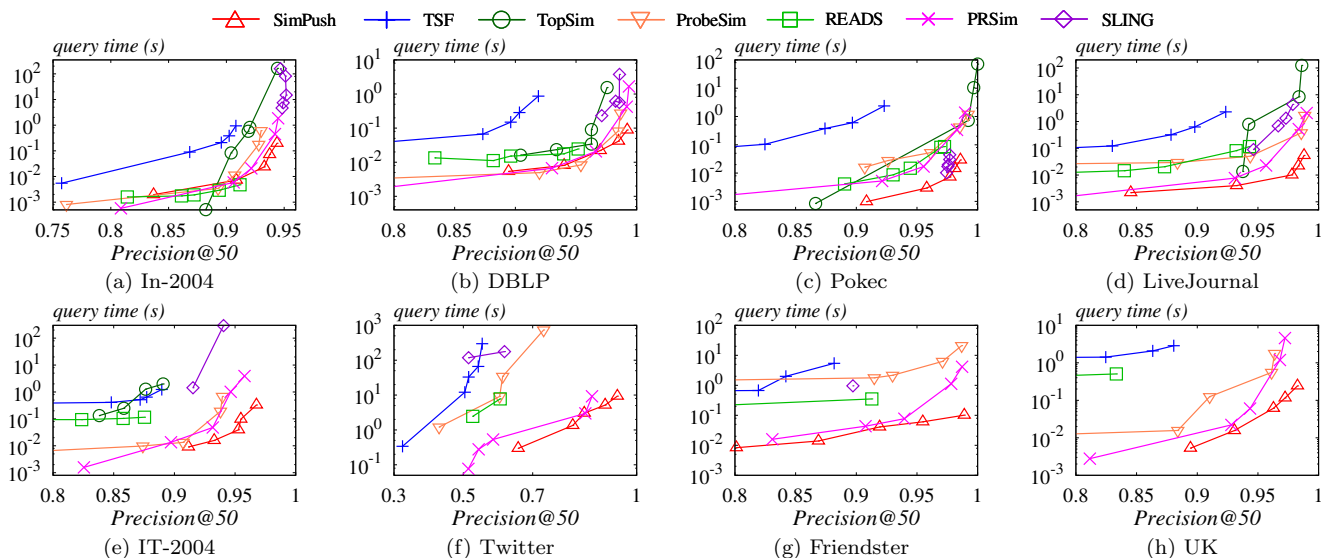 SimPush TSF TopSim ProbeSim READS PRSim SLING
query time (s) query time (s) query time (s) query time (s)
10^2 10^2 10^2 10^2
10^1 10^1 10^1 10^1
10^0 10^0 10^0 10^0
10^-1 10^-1 10^-1 10^-1
10^-2 10^-2 10^-2 10^-2
10^-3 10^-3 10^-3 10^-3
0.75 0.8 0.85 0.9 0.95 0.8 0.85 0.9 0.95 1 0.8 0.85 0.9 0.95 1 0.8 0.85 0.9 0.95 1
Precision@50 Precision@50 Precision@50 Precision@50
(a) In-2004 (b) DBLP (c) Pokec (d) LiveJournal
query time (s) query time (s) query time (s) query time (s)
10^2 10^3 10^2 10^1
10^1 10^2 10^1 10^0
10^0 10^1 10^0 10^-1
10^-1 10^0 10^-1 10^-2
10^-2 10^-1 10^-2 10^-3
10^-3 10^-3
0.8 0.85 0.9 0.95 1 0.3 0.5 0.7 1 0.8 0.9 1 0.8 0.85 0.9 0.95 1
Precision@50 Precision@50 Precision@50 Precision@50
(e) IT-2004 (f) Twitter (g) Friendster (h) UK